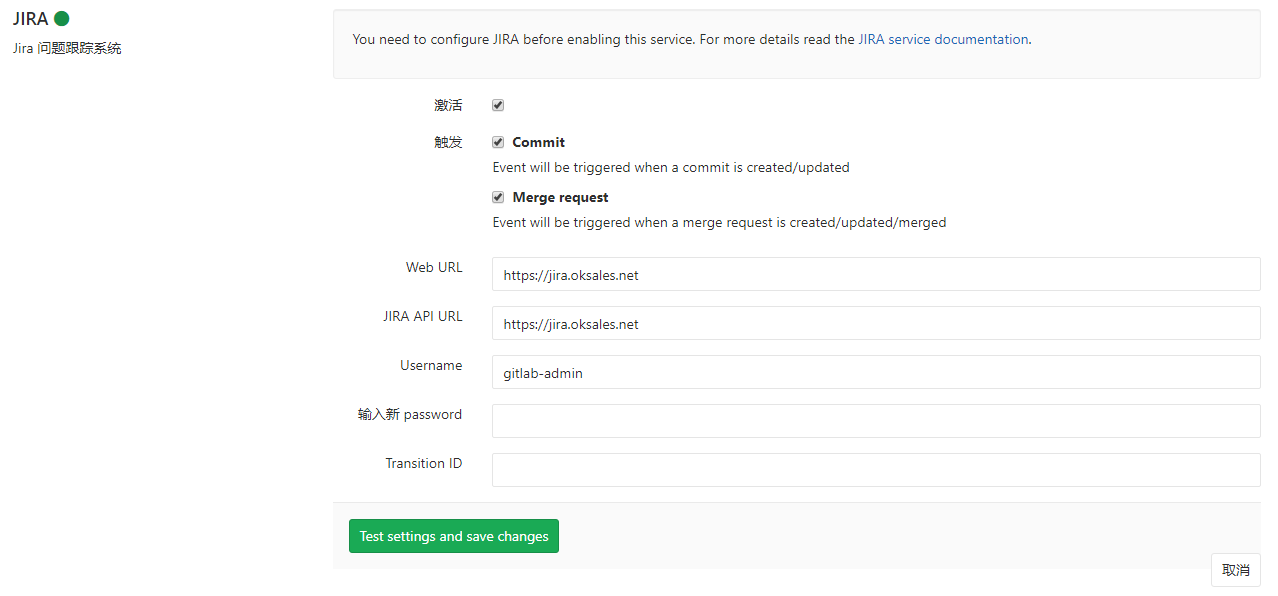 JIRA
Jira 问题跟踪系统
You need to configure JIRA before enabling this service. For more details read the JIRA service documentation.
激活
触发
Commit
Event will be triggered when a commit is created/updated
Merge request
Event will be triggered when a merge request is created/updated/merged
Web URL
https://jira.oksales.net
JIRA API URL
https://jira.oksales.net
Username
gitlab-admin
输入新 password
Transition ID
Test settings and save changes
取消